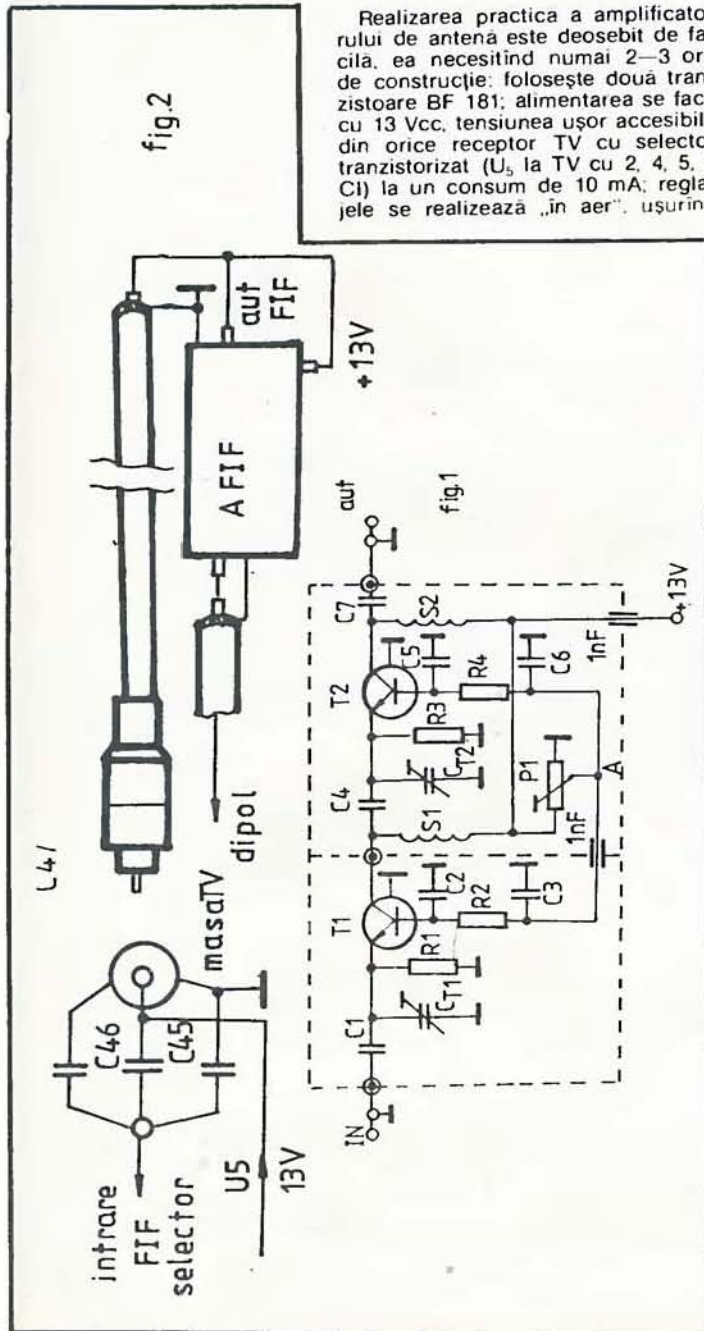 Realizarea practica a amplificato-
rului de antenă este deosebit de fa-
cilă, ea necesitînd numai 2—3 or
de construcție: folosește două tran-
zistoare BF 181; alimentarea se fac
cu 13 Vcc, tensiunea ușor accesibil
din orice receptor TV cu selecto
tranzistorizat (U5 la TV cu 2, 4, 5,
CI) la un consum de 10 mA; regla-
jele se realizează „în aer". ușurîn
fig.2
C47
C46
C45
masaTV
intrare
FIF
selector
U5
13V
dipol
A FIF
aut
FIF
+13V
fig.1
IN
C1
CT1
R1
T1
C2
R2
C3
1nF
S1
C4
CT2
R3
T2
C5
R4
C6
P1
A
C7
S2
1nF
+13V
aut